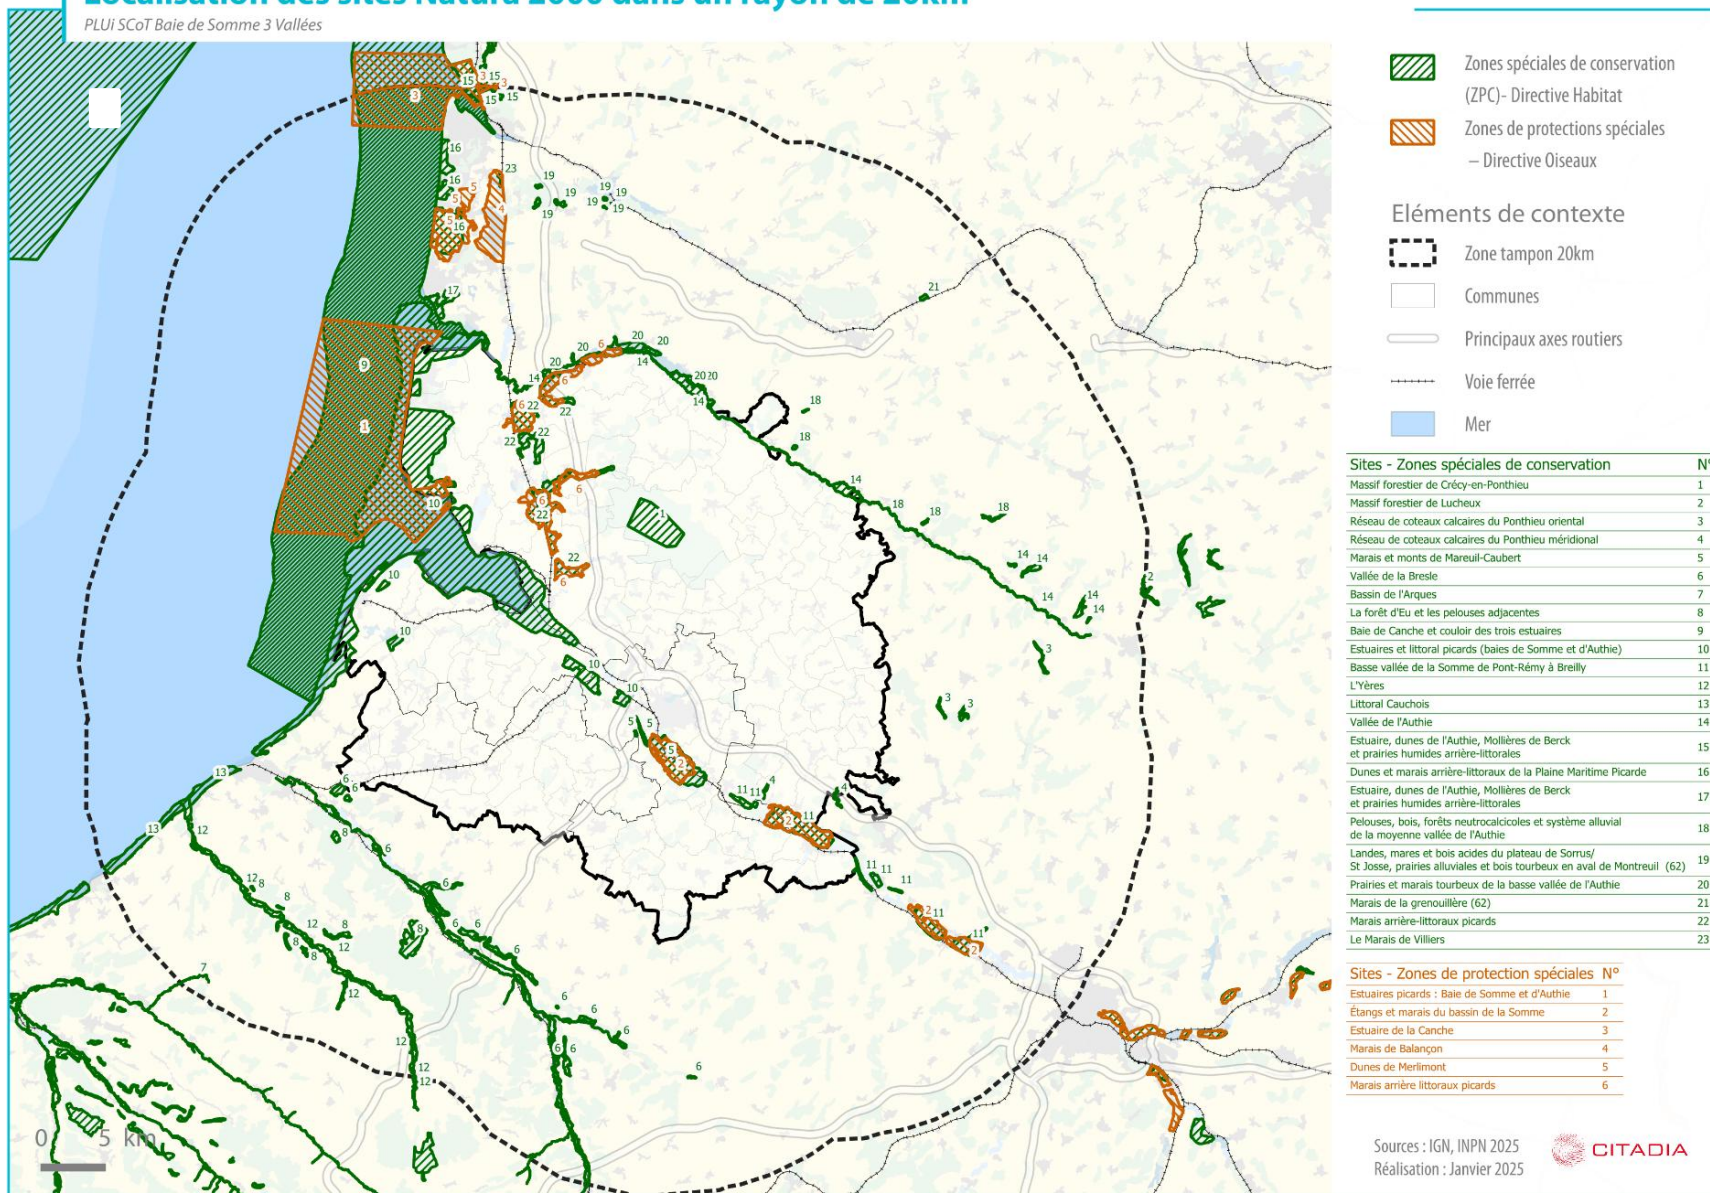 Localisation des sites Natura 2000 dans un rayon de 20km
PLUi SCoT Baie de Somme 3 Vallées
Zones spéciales de conservation
(ZPC)- Directive Habitat
Zones de protections spéciales
– Directive Oiseaux
Eléments de contexte
Zone tampon 20km
Communes
Principaux axes routiers
Voie ferrée
Mer
Sites - Zones spéciales de conservation N°
Massif forestier de Crécy-en-Ponthieu 1
Massif forestier de Lucheux 2
Réseau de coteaux calcaires du Ponthieu oriental 3
Réseau de coteaux calcaires du Ponthieu méridional 4
Marais et monts de Mareuil-Caubert 5
Vallée de la Bresle 6
Bassin de l'Arques 7
La forêt d'Eu et les pelouses adjacentes 8
Baie de Canche et couloir des trois estuaires 9
Estuaires et littoral picards (baies de Somme et d'Authie) 10
Basse vallée de la Somme de Pont-Rémy à Breilly 11
L'Yères 12
Littoral Cauchois 13
Vallée de l'Authie 14
Estuaire, dunes de l'Authie, Mollières de Berck
et prairies humides arrière-littorales 15
Dunes et marais arrière-littoraux de la Plaine Maritime Picarde 16
Estuaire, dunes de l'Authie, Mollières de Berck
et prairies humides arrière-littorales 17
Pelouses, bois, forêts neutrocalcicoles et système alluvial
de la moyenne vallée de l'Authie 18
Landes, mares et bois acides du plateau de Sorrus/
St Josse, prairies alluviales et bois tourbeux en aval de Montreuil (62) 19
Prairies et marais tourbeux de la basse vallée de l'Authie 20
Marais de la grenouillère (62) 21
Marais arrière-littoraux picards 22
Le Marais de Villiers 23
Sites - Zones de protection spéciales N°
Estuaires picards : Baie de Somme et d'Authie 1
Étangs et marais du bassin de la Somme 2
Estuaire de la Canche 3
Marais de Balançon 4
Dunes de Merlimont 5
Marais arrière littoraux picards 6
0 5 km
Sources : IGN, INPN 2025
Réalisation : Janvier 2025
CITADIA